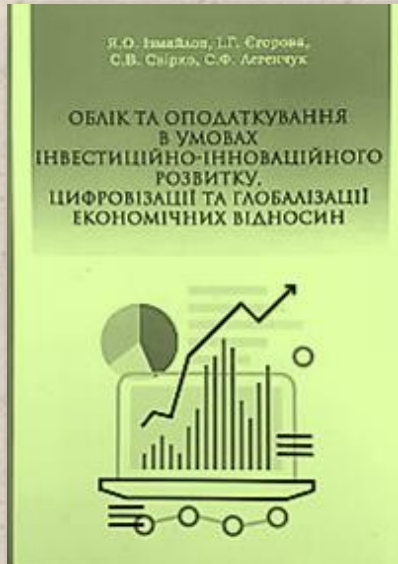 Я.О. Ізмайлов, І.Г. Єгорова,
С.В. Свірко, С.Ф. Легенчук
ОБЛІК ТА ОПОДАТКУВАННЯ
В УМОВАХ
ІНВЕСТИЦІЙНО-ІННОВАЦІЙНОГО
РОЗВИТКУ,
ЦИФРОВІЗАЦІЇ ТА ГЛОБАЛІЗАЦІЇ
ЕКОНОМІЧНИХ ВІДНОСИН